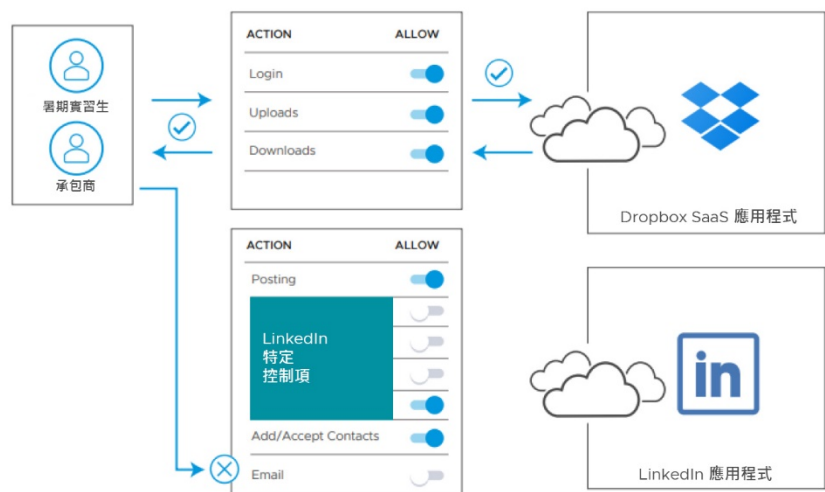 暑期實習生
承包商
ACTION ALLOW
Login
Uploads
Downloads
Dropbox SaaS 應用程式
ACTION ALLOW
Posting
LinkedIn
特定
控制項
Add/Accept Contacts
Email
in
LinkedIn 應用程式